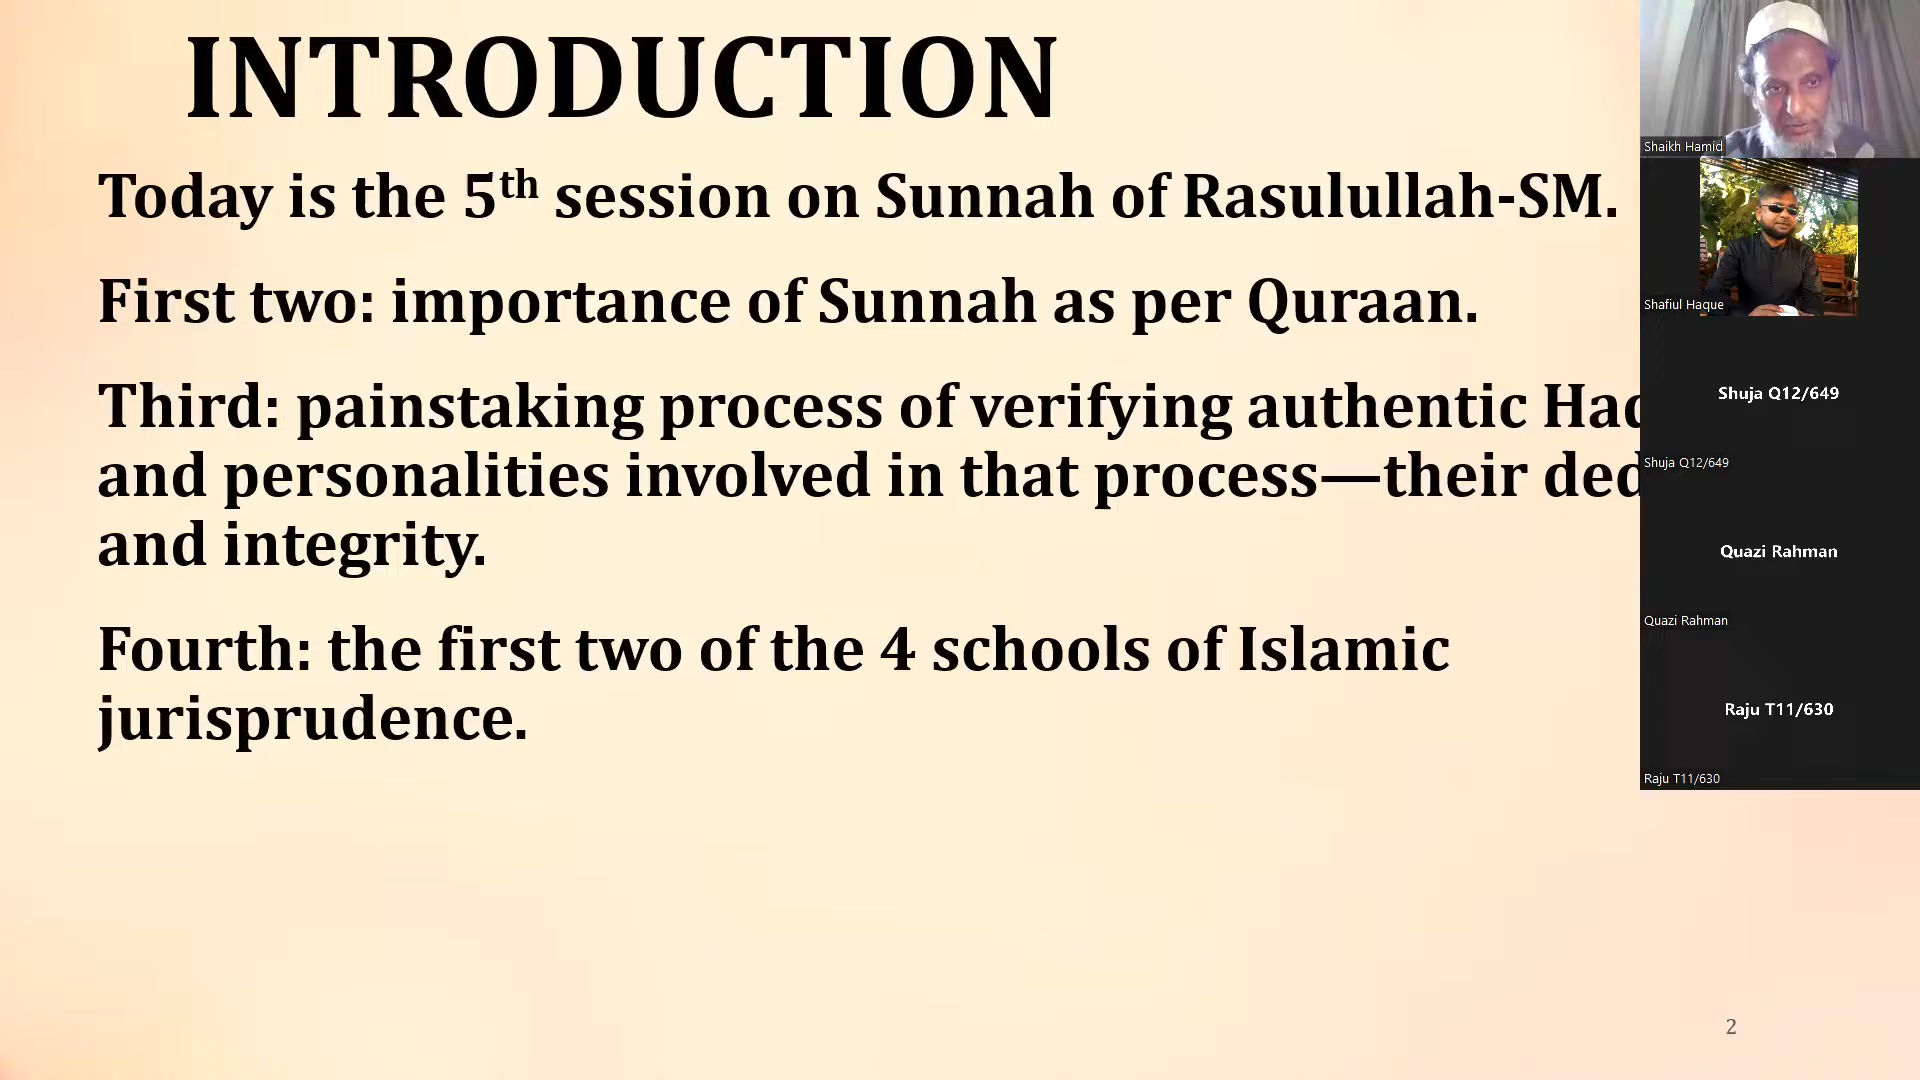 INTRODUCTION
Today is the 5th session on Sunnah of Rasulullah-SM.
First two: importance of Sunnah as per Quraan.
Third: painstaking process of verifying authentic
and personalities involved in that process—their
and integrity.
Fourth: the first two of the 4 schools of Islamic
jurisprudence.
2
Shaikh Hamid
Shafiul Haque
Shuja Q12/649
Shuja Q12/649
Quazi Rahman
Quazi Rahman
Raju T11/630
Raju T11/630